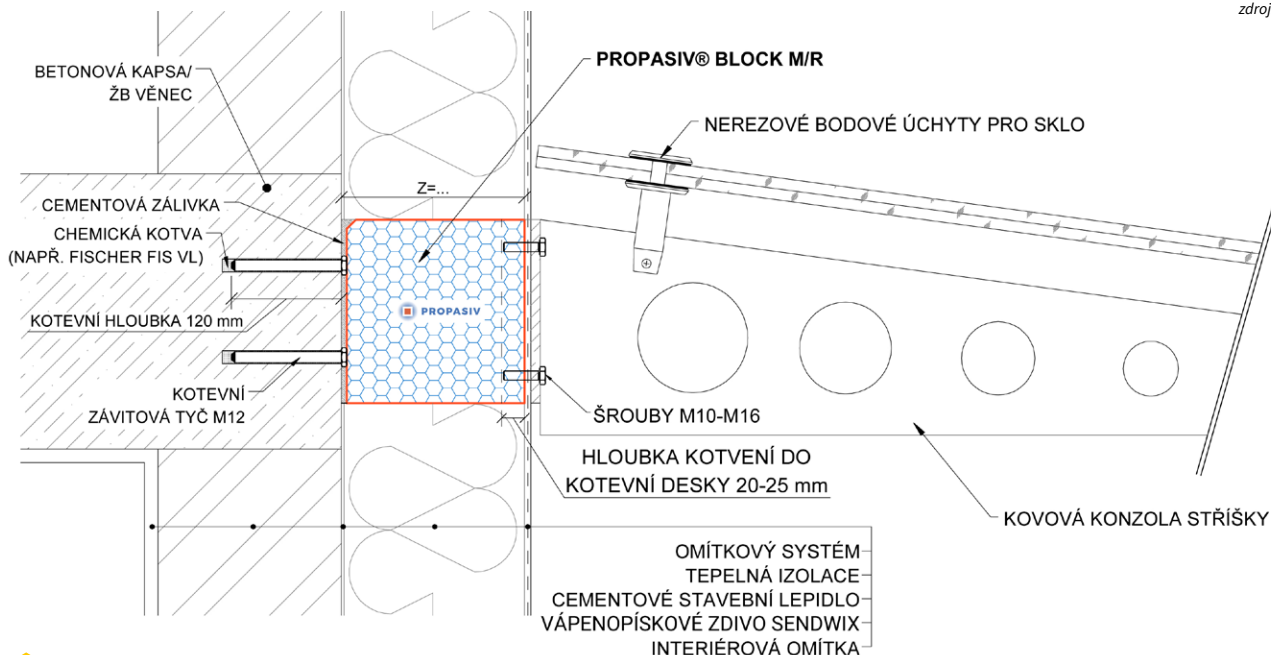 zdroj
BETONOVÁ KAPSA/
ŽB VĚNEC
PROPASIV® BLOCK M/R
NEREZOVÉ BODOVÉ ÚCHYTY PRO SKLO
Z=...
CEMENTOVÁ ZÁLIVKA
CHEMICKÁ KOTVA
(NAPŘ. FISCHER FIS VL)
KOTEVNÍ HLOUBKA 120 mm
PROPASIV
KOTEVNÍ
ZÁVITOVÁ TYČ M12
ŠROUBY M10-M16
HLOUBKA KOTVENÍ DO
KOTEVNÍ DESKY 20-25 mm
KOVOVÁ KONZOLA STŘÍŠKY
OMÍTKOVÝ SYSTÉM
TEPELNÁ IZOLACE
CEMENTOVÉ STAVEBNÍ LEPIDLO
VÁPENOPÍSKOVÉ ZDIVO SENDWIX
INTERIÉROVÁ OMÍTKA